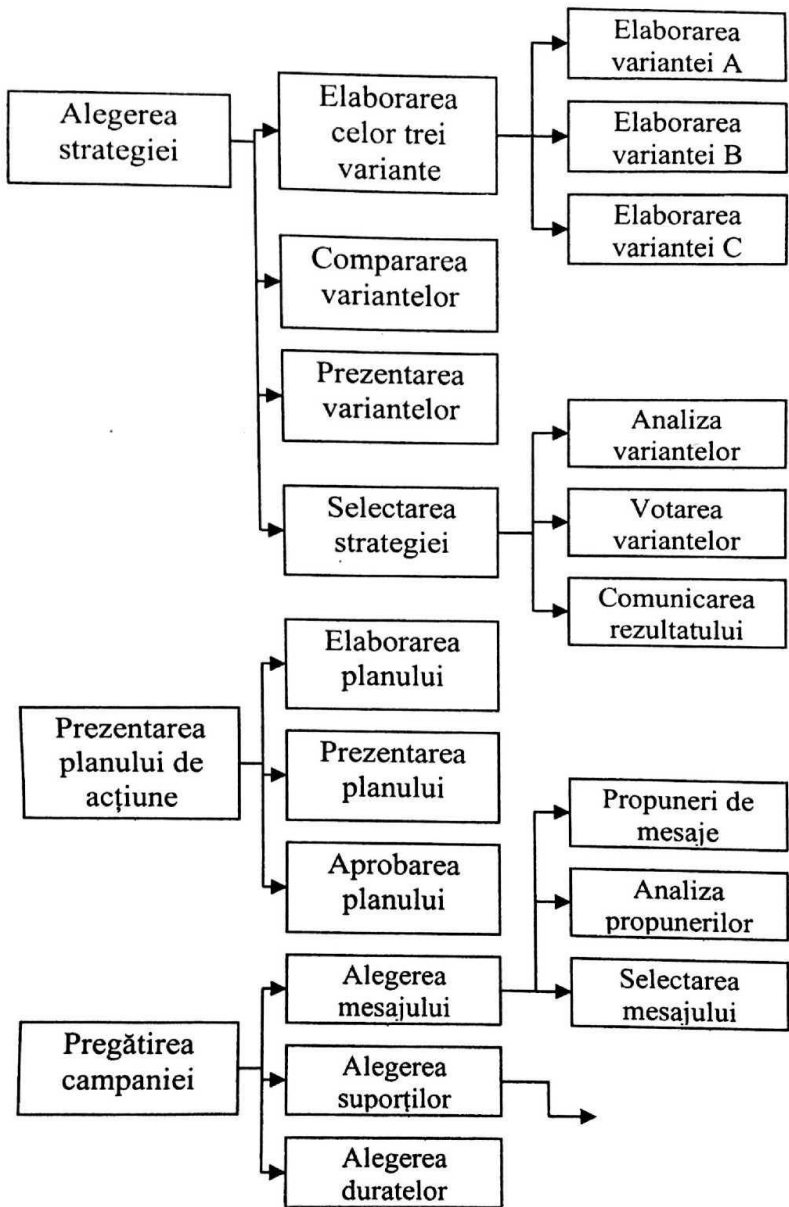 Alegerea
strategiei
Elaborarea
celor trei
variante
Elaborarea
variantei A
Elaborarea
variantei B
Elaborarea
variantei C
Compararea
variantelor
Prezentarea
variantelor
Selectarea
strategiei
Analiza
variantelor
Votarea
variantelor
Comunicarea
rezultatului
Prezentarea
planului de
acțiune
Elaborarea
planului
Prezentarea
planului
Aprobarea
planului
Pregătirea
campaniei
Alegerea
mesajului
Propuneri de
mesaje
Analiza
propunerilor
Selectarea
mesajului
Alegerea
suporților
Alegerea
duratelor